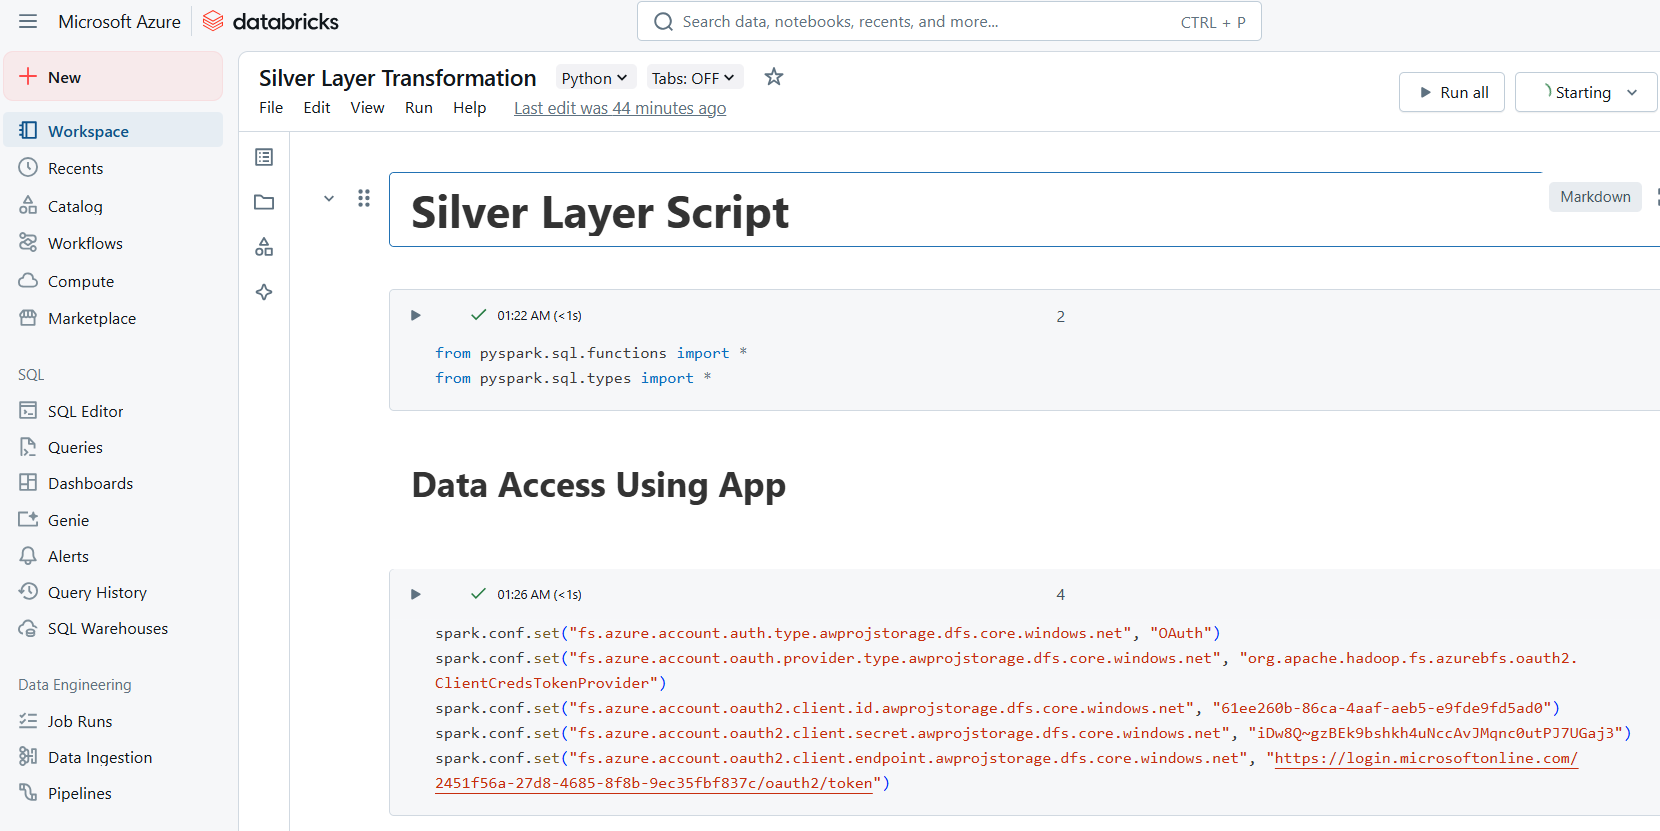 Microsoft Azure
databricks
Search data, notebooks, recents, and more...
CTRL + P
New
Workspace
Recents
Catalog
Workflows
Compute
Marketplace
SQL
SQL Editor
Queries
Dashboards
Genie
Alerts
Query History
SQL Warehouses
Data Engineering
Job Runs
Data Ingestion
Pipelines
Silver Layer Transformation
Python
Tabs: OFF
File Edit View Run Help Last edit was 44 minutes ago
Run all
Starting
Silver Layer Script
Markdown
01:22 AM (<1s)
2
from pyspark.sql.functions import *
from pyspark.sql.types import *
Data Access Using App
01:26 AM (<1s)
4
spark.conf.set("fs.azure.account.auth.type.awprojstorage.dfs.core.windows.net", "OAuth")
spark.conf.set("fs.azure.account.oauth.provider.type.awprojstorage.dfs.core.windows.net", "org.apache.hadoop.fs.azurebfs.oauth2.
ClientCredsTokenProvider")
spark.conf.set("fs.azure.account.oauth2.client.id.awprojstorage.dfs.core.windows.net", "61ee260b-86ca-4aaf-aeb5-e9fde9fd5ad0")
spark.conf.set("fs.azure.account.oauth2.client.secret.awprojstorage.dfs.core.windows.net", "iDw8Q~gzBEk9bshkh4uNccAvJMqnc0utPJ7UGaj3")
spark.conf.set("fs.azure.account.oauth2.client.endpoint.awprojstorage.dfs.core.windows.net", "https://login.microsoftonline.com/
2451f56a-27d8-4685-8f8b-9ec35fbf837c/oauth2/token")